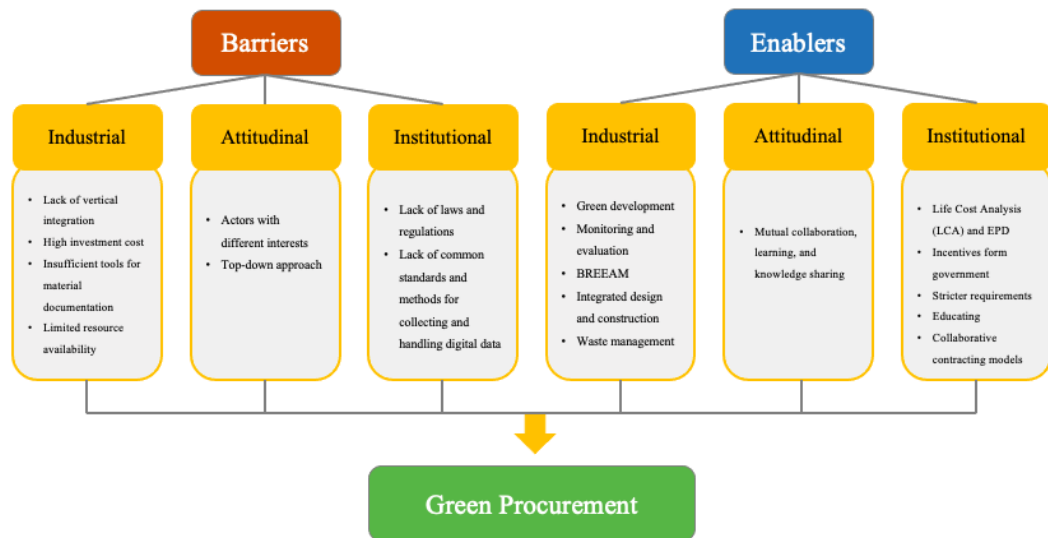 Barriers
Enablers
Industrial
Attitudinal
Institutional
Industrial
Attitudinal
Institutional
• Lack of vertical
integration
• High investment cost
• Insufficient tools for
material
documentation
• Limited resource
availability
• Actors with
different interests
• Top-down approach
• Lack of laws and
regulations
• Lack of common
standards and
methods for
collecting and
handling digital data
• Green development
• Monitoring and
evaluation
• BREEAM
• Integrated design
and construction
• Waste management
• Mutual collaboration,
learning, and
knowledge sharing
• Life Cost Analysis
(LCA) and EPD
• Incentives form
government
• Stricter requirements
• Educating
• Collaborative
contracting models
Green Procurement